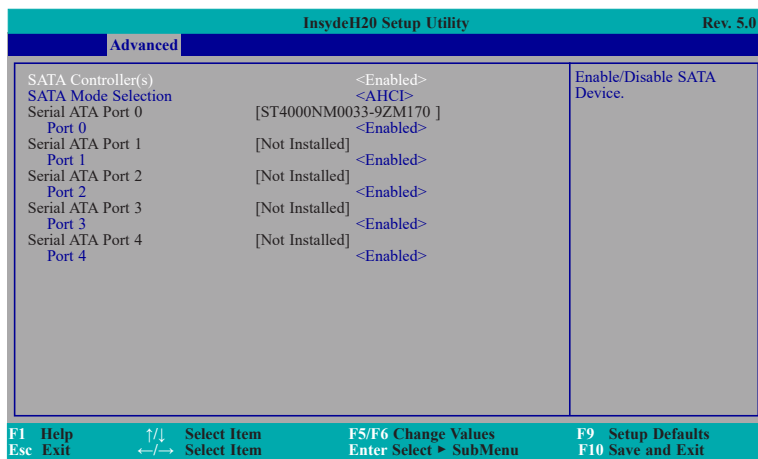 InsydeH20 Setup Utility Rev. 5.0
Advanced
SATA Controller(s) <Enabled>
SATA Mode Selection <AHCI>
Serial ATA Port 0 [ST4000NM0033-9ZM170 ]
Port 0 <Enabled>
Serial ATA Port 1 [Not Installed]
Port 1 <Enabled>
Serial ATA Port 2 [Not Installed]
Port 2 <Enabled>
Serial ATA Port 3 [Not Installed]
Port 3 <Enabled>
Serial ATA Port 4 [Not Installed]
Port 4 <Enabled>
Enable/Disable SATA
Device.
F1 Help ↑/↓ Select Item F5/F6 Change Values F9 Setup Defaults
Esc Exit ←/→ Select Item Enter Select ► SubMenu F10 Save and Exit